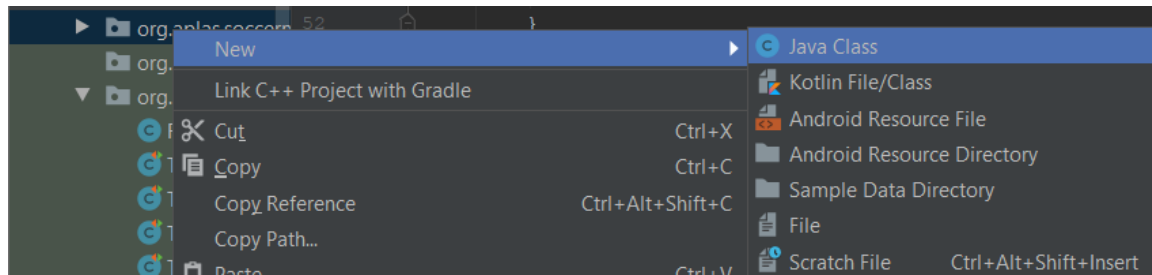 org.aplas.soccerm 52 }
New
org.
Link C++ Project with Gradle
org.
Cut Ctrl+X
Copy Ctrl+C
Copy Reference Ctrl+Alt+Shift+C
Copy Path...
Paste Ctrl+V
Java Class
Kotlin File/Class
Android Resource File
Android Resource Directory
Sample Data Directory
File
Scratch File Ctrl+Alt+Shift+Insert